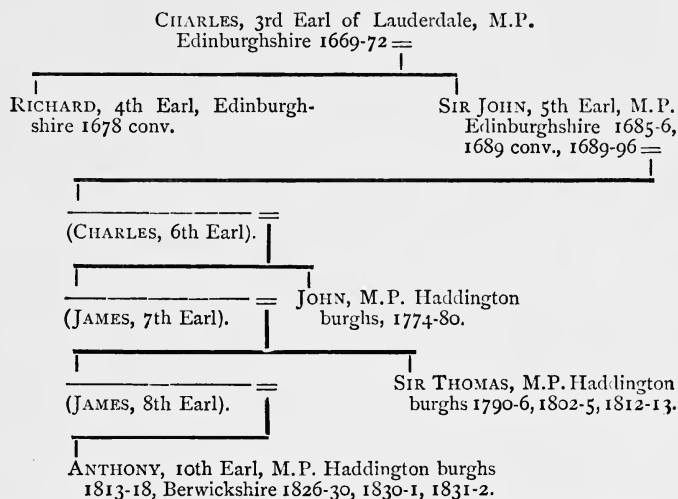 CHARLES, 3rd Earl of Lauderdale, M.P.
Edinburghshire 1669-72 =
RICHARD, 4th Earl, Edinburgh-
shire 1678 conv.
SIR JOHN, 5th Earl, M.P.
Edinburghshire 1685-6,
1689 conv., 1689-96 =
(CHARLES, 6th Earl).
(JAMES, 7th Earl).
JOHN, M.P. Haddington
burghs, 1774-80.
(JAMES, 8th Earl).
SIR THOMAS, M.P. Haddington
burghs 1790-6, 1802-5, 1812-13.
ANTHONY, 10th Earl, M.P. Haddington burghs
1813-18, Berwickshire 1826-30, 1830-1, 1831-2.